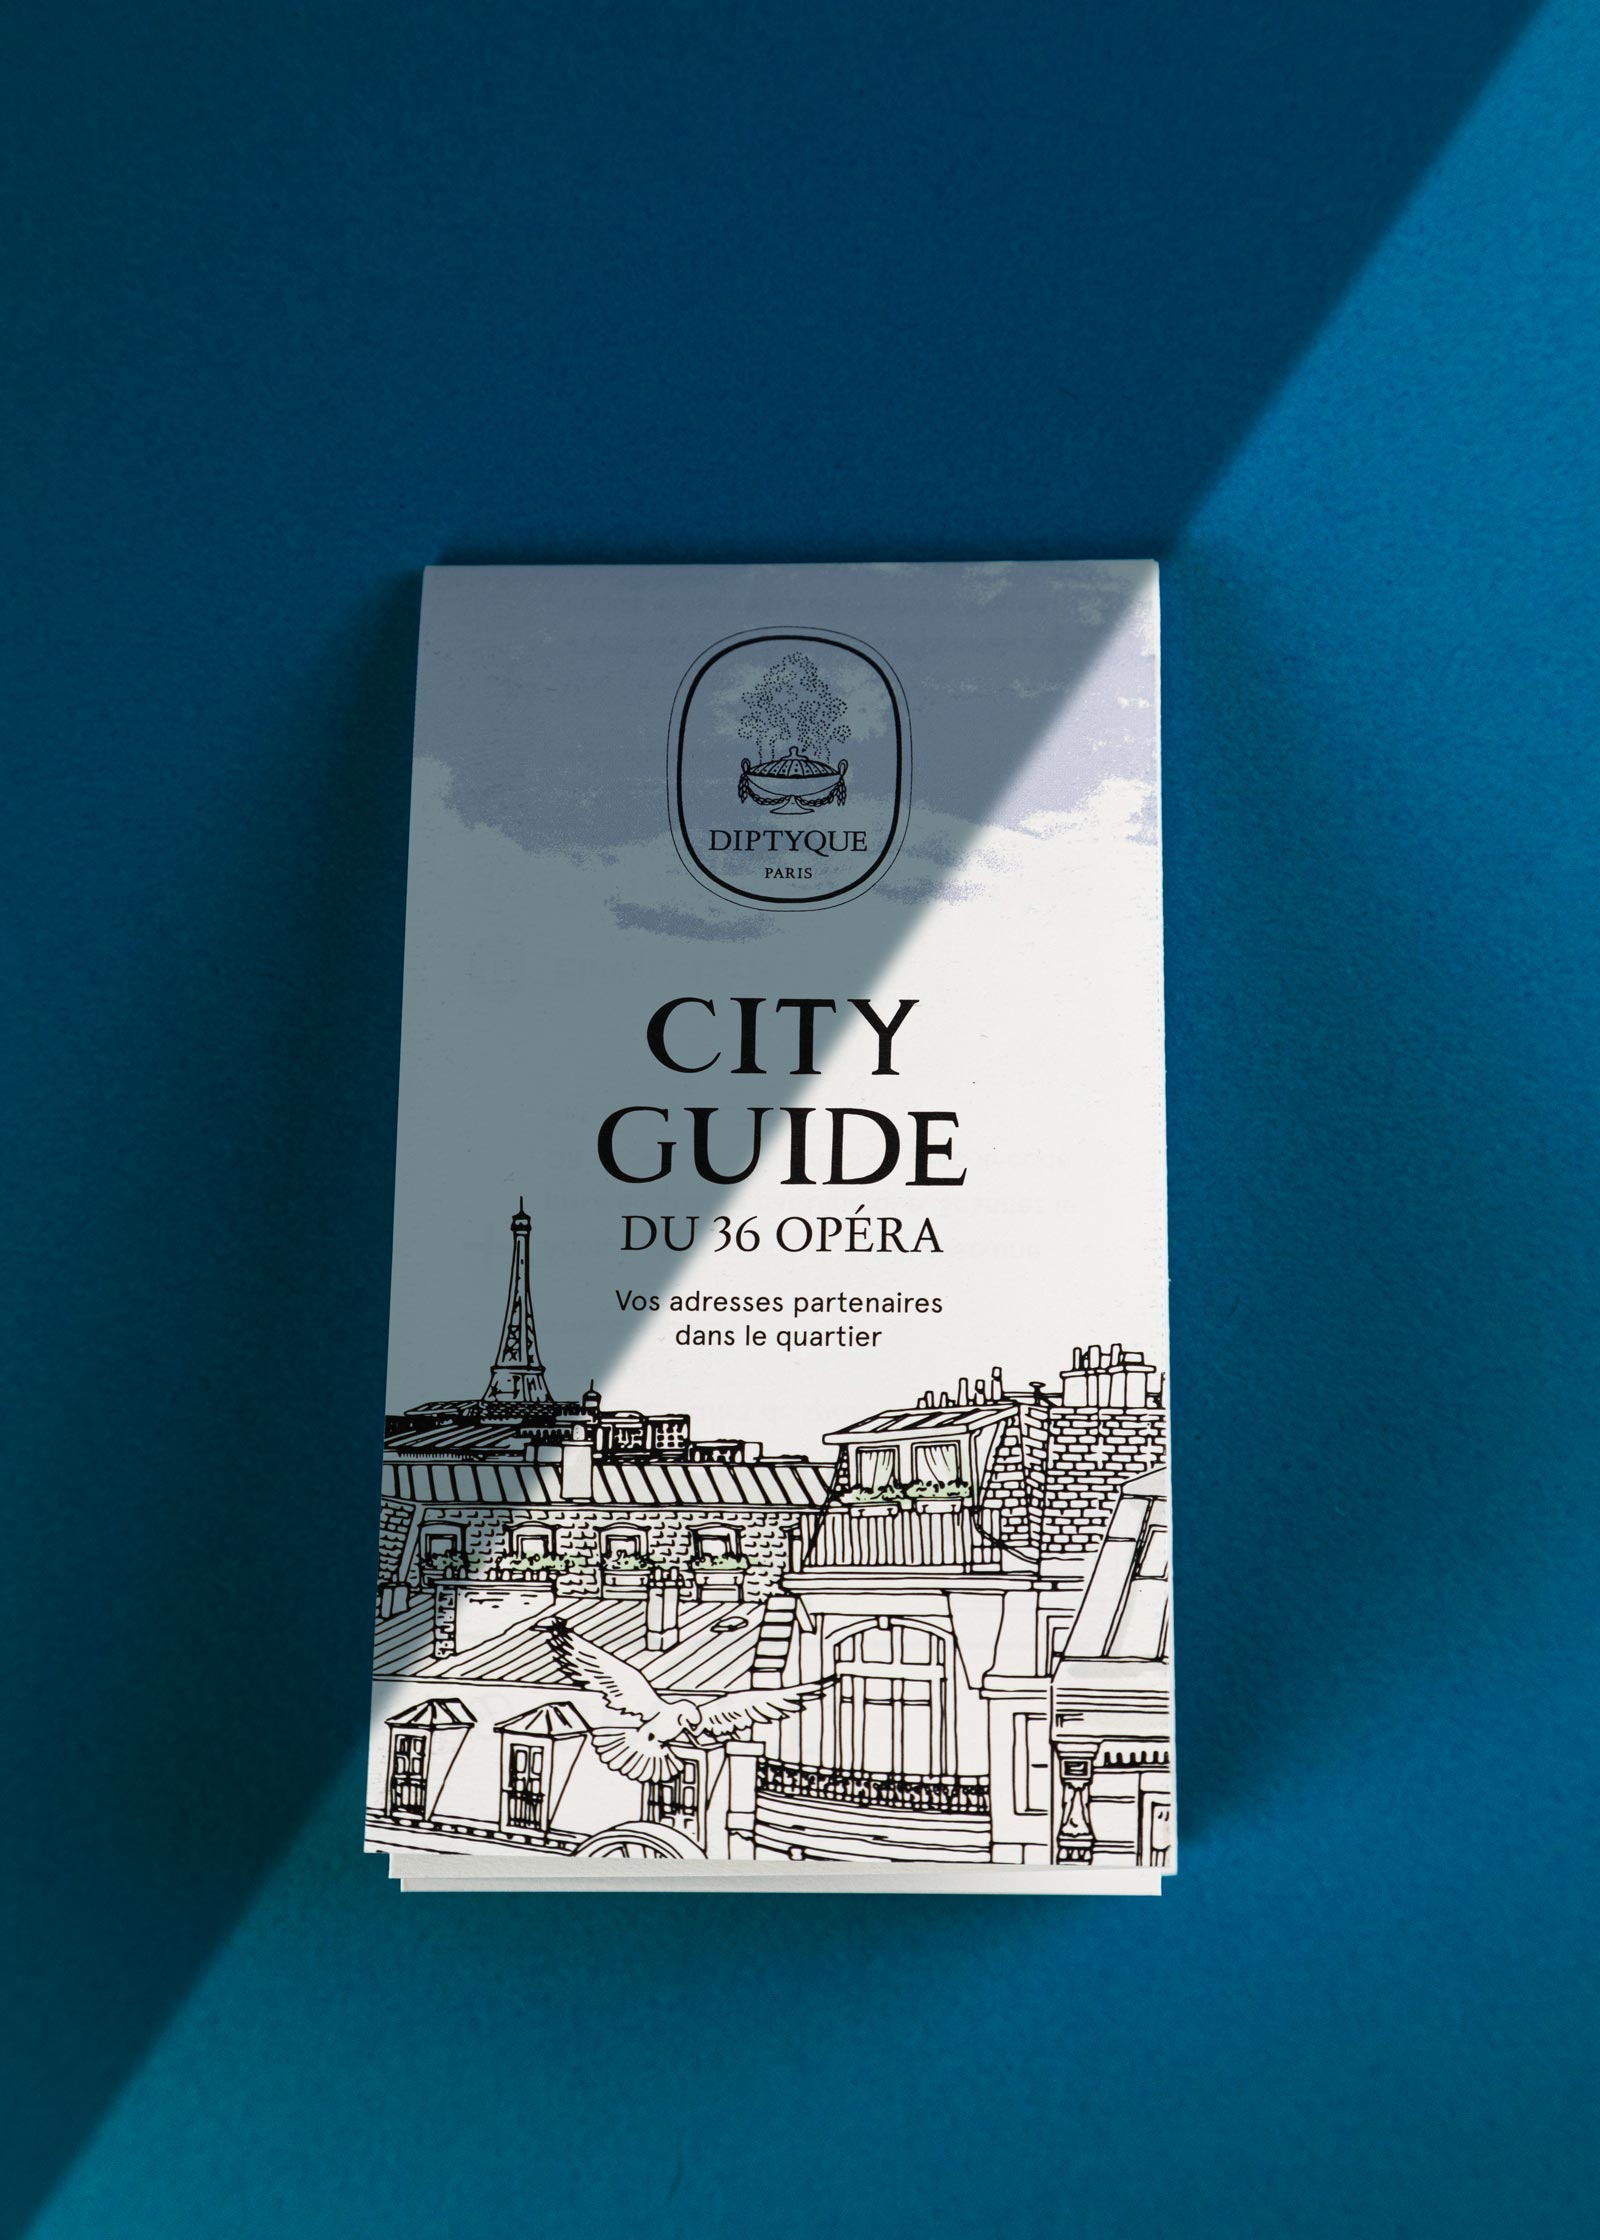 DIPTYQUE
PARIS
CITY
GUIDE
DU 36 OPÉRA
Vos adresses partenaires
dans le quartier